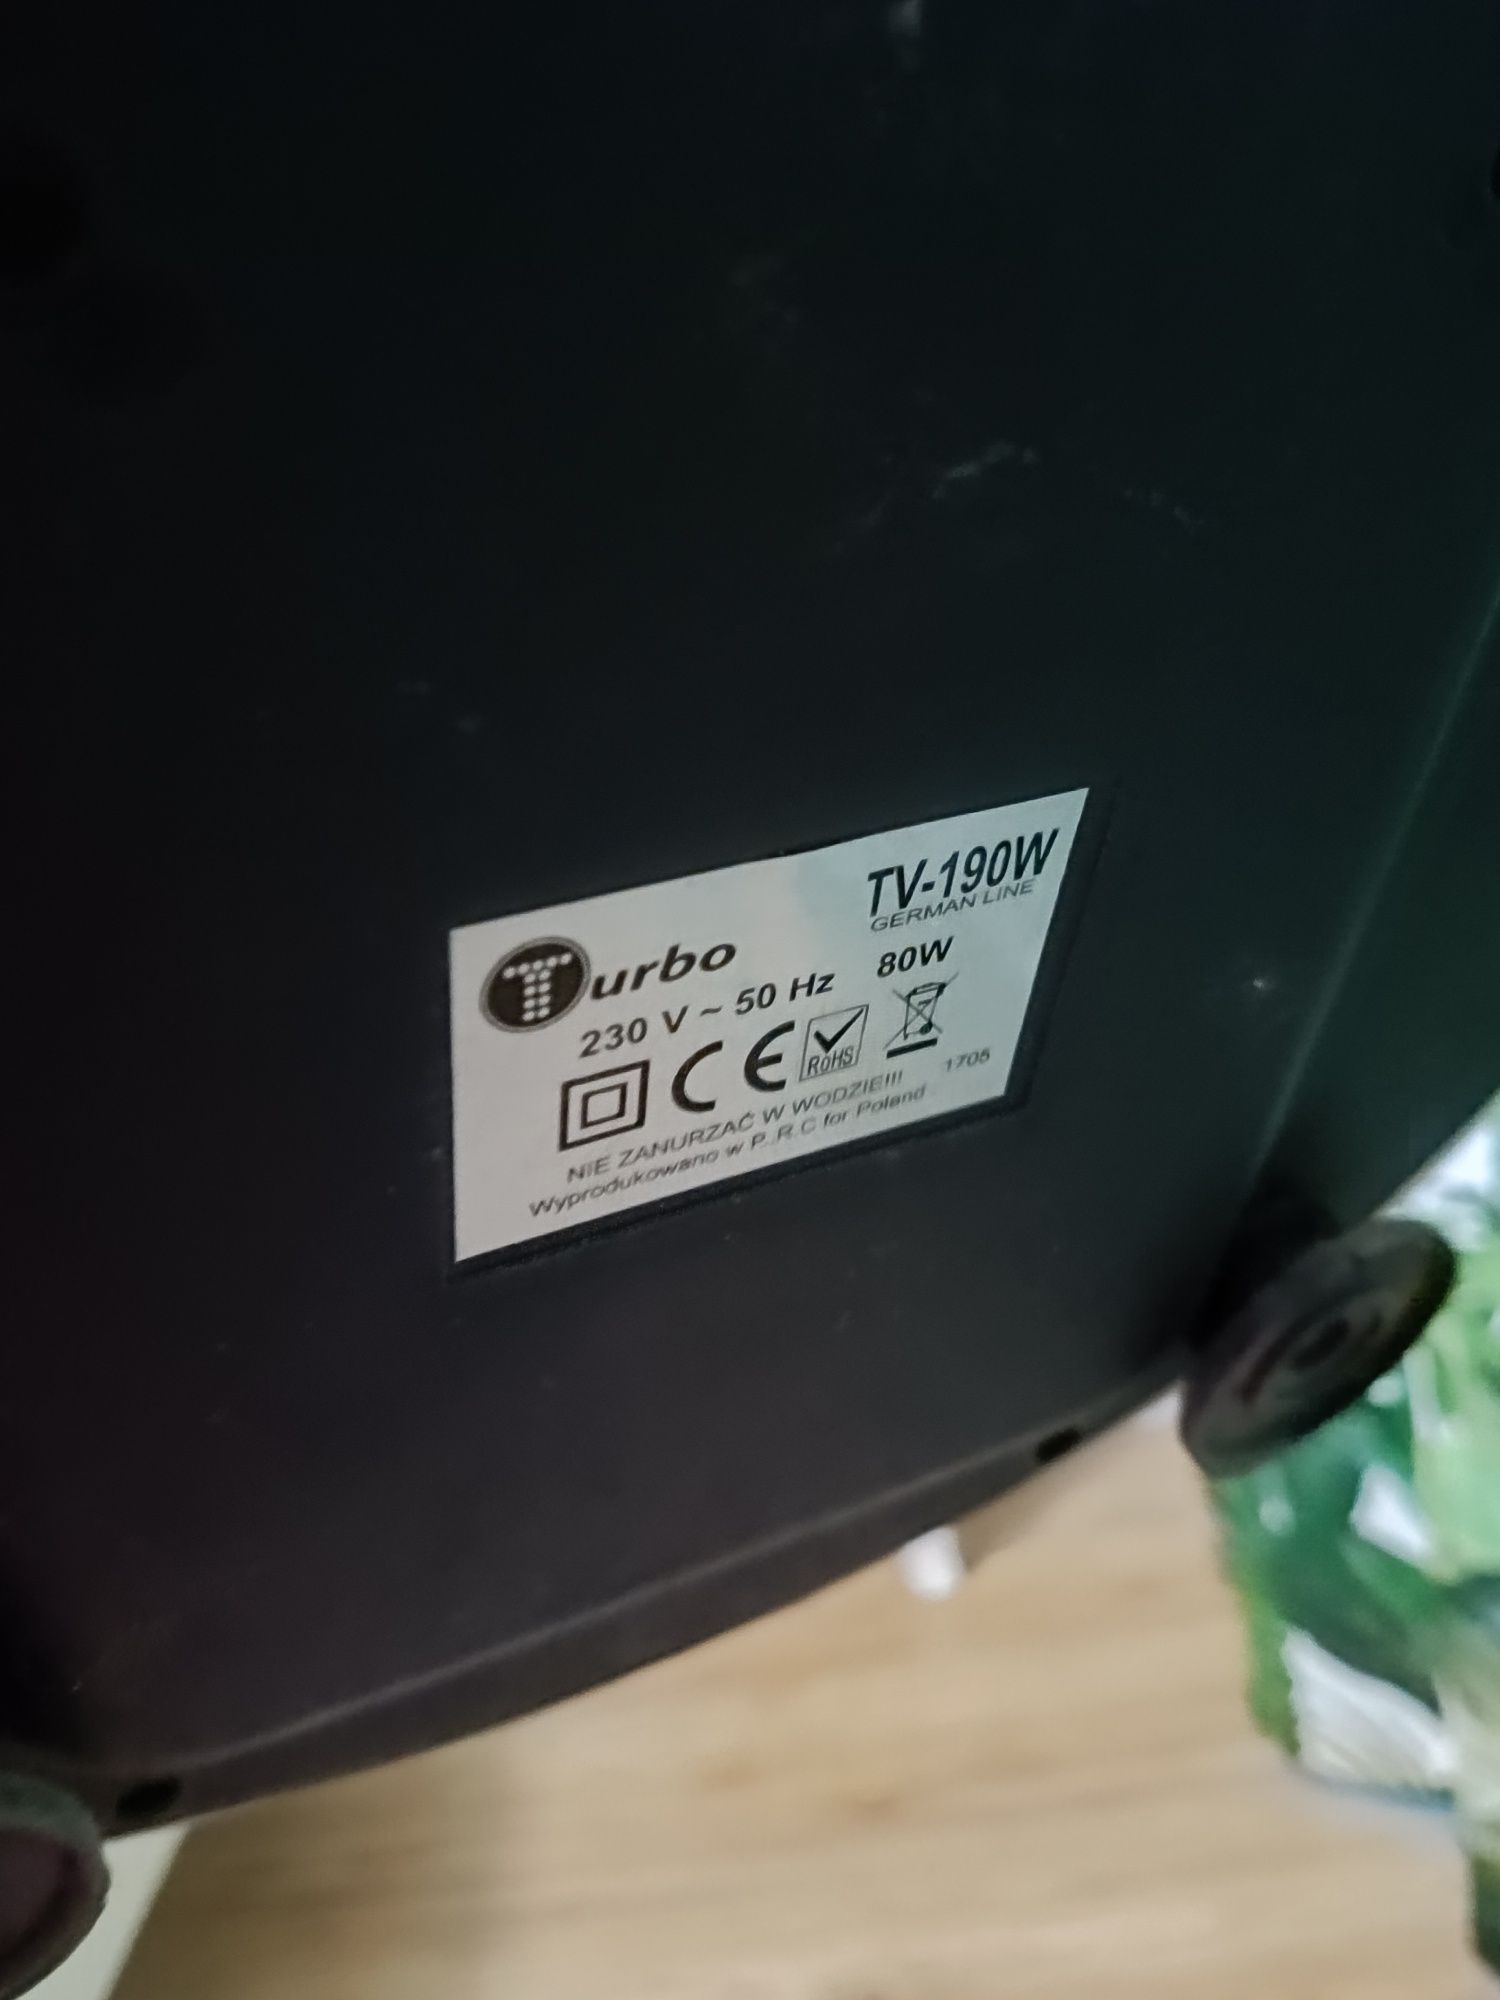 TV-190W
GERMAN LINE
Turbo
230 V ~ 50 Hz 80W
CE RoHS
NIE ZANURZAĆ W WODZIE!!! 1705
Wyprodukowano w P.R.C for Poland